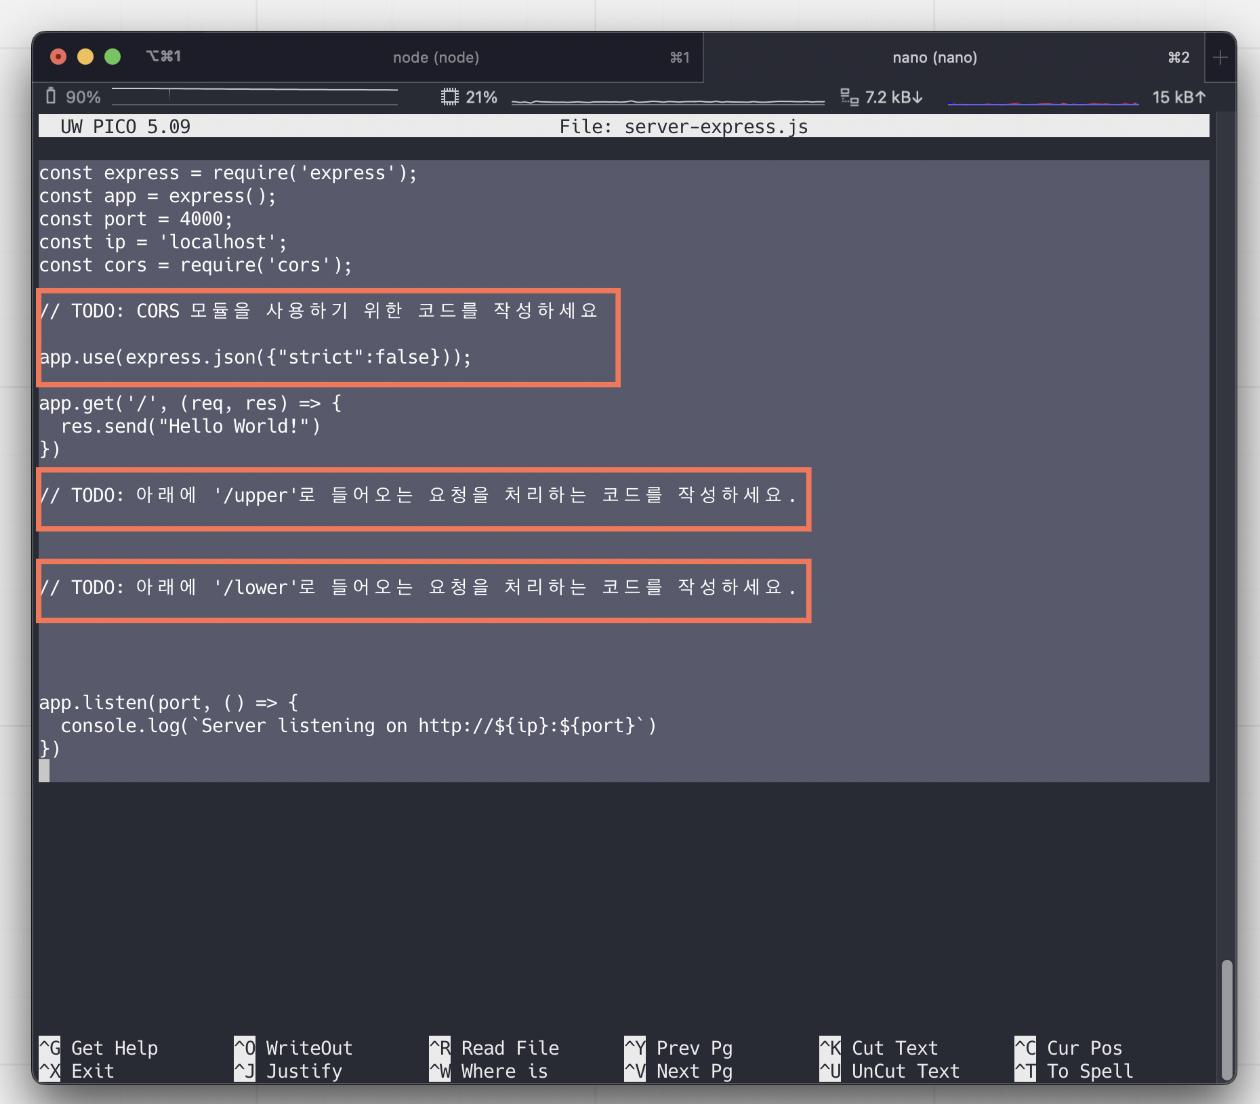 ⌥⌘1
node (node)
⌘1
nano (nano)
⌘2
90%
21%
7.2 kB↓
15 kB↑
UW PICO 5.09
File: server-express.js
const express = require('express');
const app = express();
const port = 4000;
const ip = 'localhost';
const cors = require('cors');
// TODO: CORS 모듈을 사용하기 위한 코드를 작성하세요
app.use(express.json({"strict":false}));
app.get('/', (req, res) => {
res.send("Hello World!")
})
// TODO: 아래에 '/upper'로 들어오는 요청을 처리하는 코드를 작성하세요.
// TODO: 아래에 '/lower'로 들어오는 요청을 처리하는 코드를 작성하세요.
app.listen(port, () => {
console.log(`Server listening on http://${ip}:${port}`)
})
^G Get Help ^O WriteOut ^R Read File ^Y Prev Pg ^K Cut Text ^C Cur Pos
^X Exit ^J Justify ^W Where is ^V Next Pg ^U UnCut Text ^T To Spell